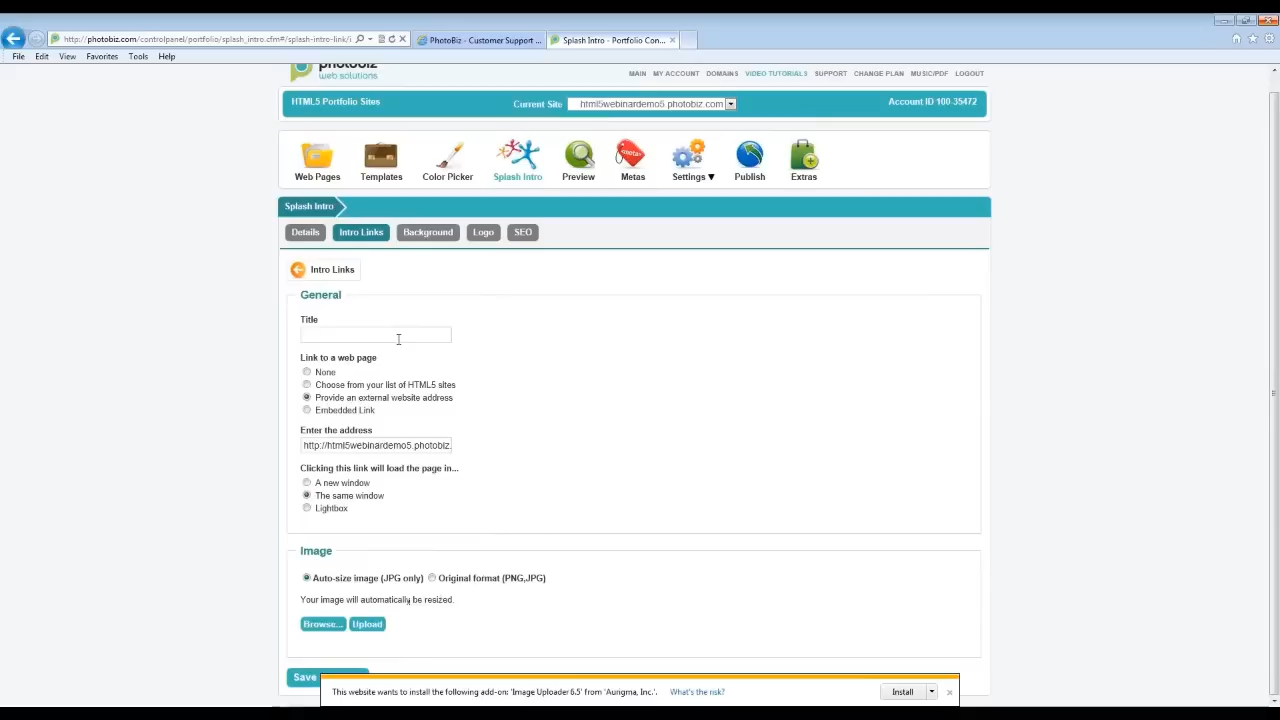 http://photobiz.com/controlpanel/portfolio/splash_intro.cfm#/splash-intro-link/i
PhotoBiz - Customer Support ...
Splash Intro - Portfolio Con...
File Edit View Favorites Tools Help
photobiz
web solutions
MAIN MY ACCOUNT DOMAINS VIDEO TUTORIALS SUPPORT CHANGE PLAN MUSIC/PDF LOGOUT
HTML5 Portfolio Sites
Current Site html5webinardemo5.photobiz.com
Account ID 100-35472
Web Pages Templates Color Picker Splash Intro Preview Metas Settings ▼ Publish Extras
Splash Intro
Details Intro Links Background Logo SEO
Intro Links
General
Title
Link to a web page
None
Choose from your list of HTML5 sites
Provide an external website address
Embedded Link
Enter the address
http://html5webinardemo5.photobiz.
Clicking this link will load the page in...
A new window
The same window
Lightbox
Image
Auto-size image (JPG only) Original format (PNG,JPG)
Your image will automatically be resized.
Browse... Upload
Save
This website wants to install the following add-on: 'Image Uploader 6.5' from 'Aurigma, Inc.'. What's the risk? Install